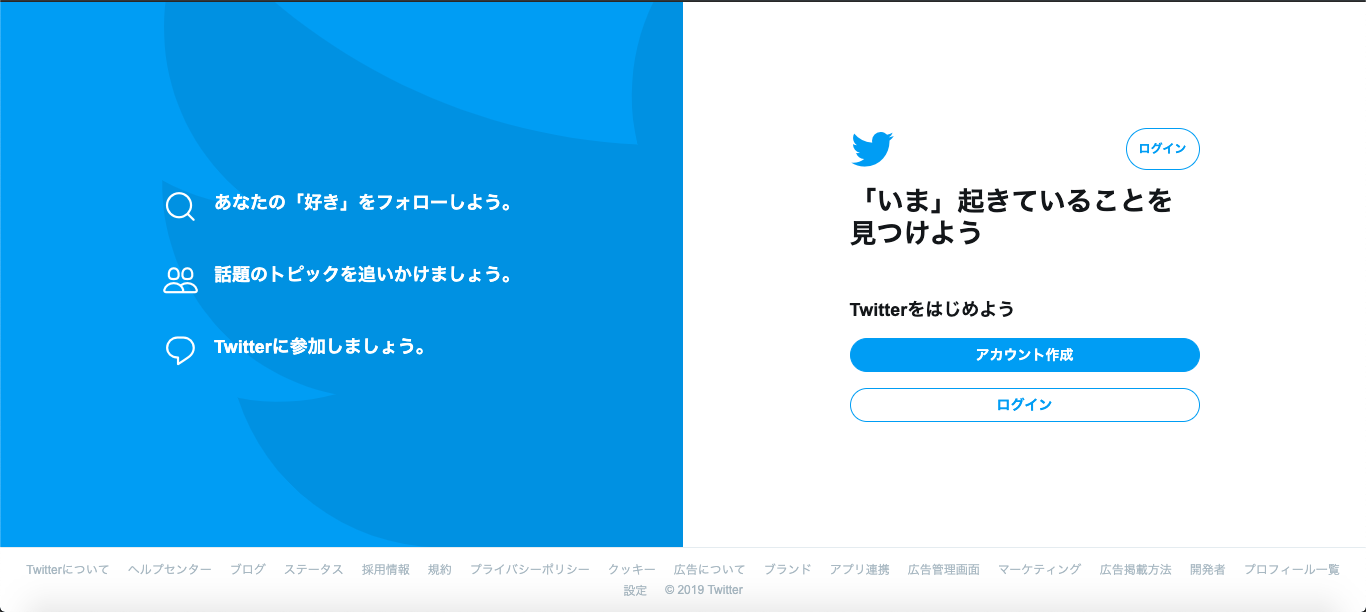 あなたの「好き」をフォローしよう。
話題のトピックを追いかけましょう。
Twitterに参加しましょう。
ログイン
「いま」起きていることを
見つけよう
Twitterをはじめよう
アカウント作成
ログイン
Twitterについて ヘルプセンター ブログ ステータス 採用情報 規約 プライバシーポリシー クッキー 広告について ブランド アプリ連携 広告管理画面 マーケティング 広告掲載方法 開発者 プロフィール一覧
設定 © 2019 Twitter